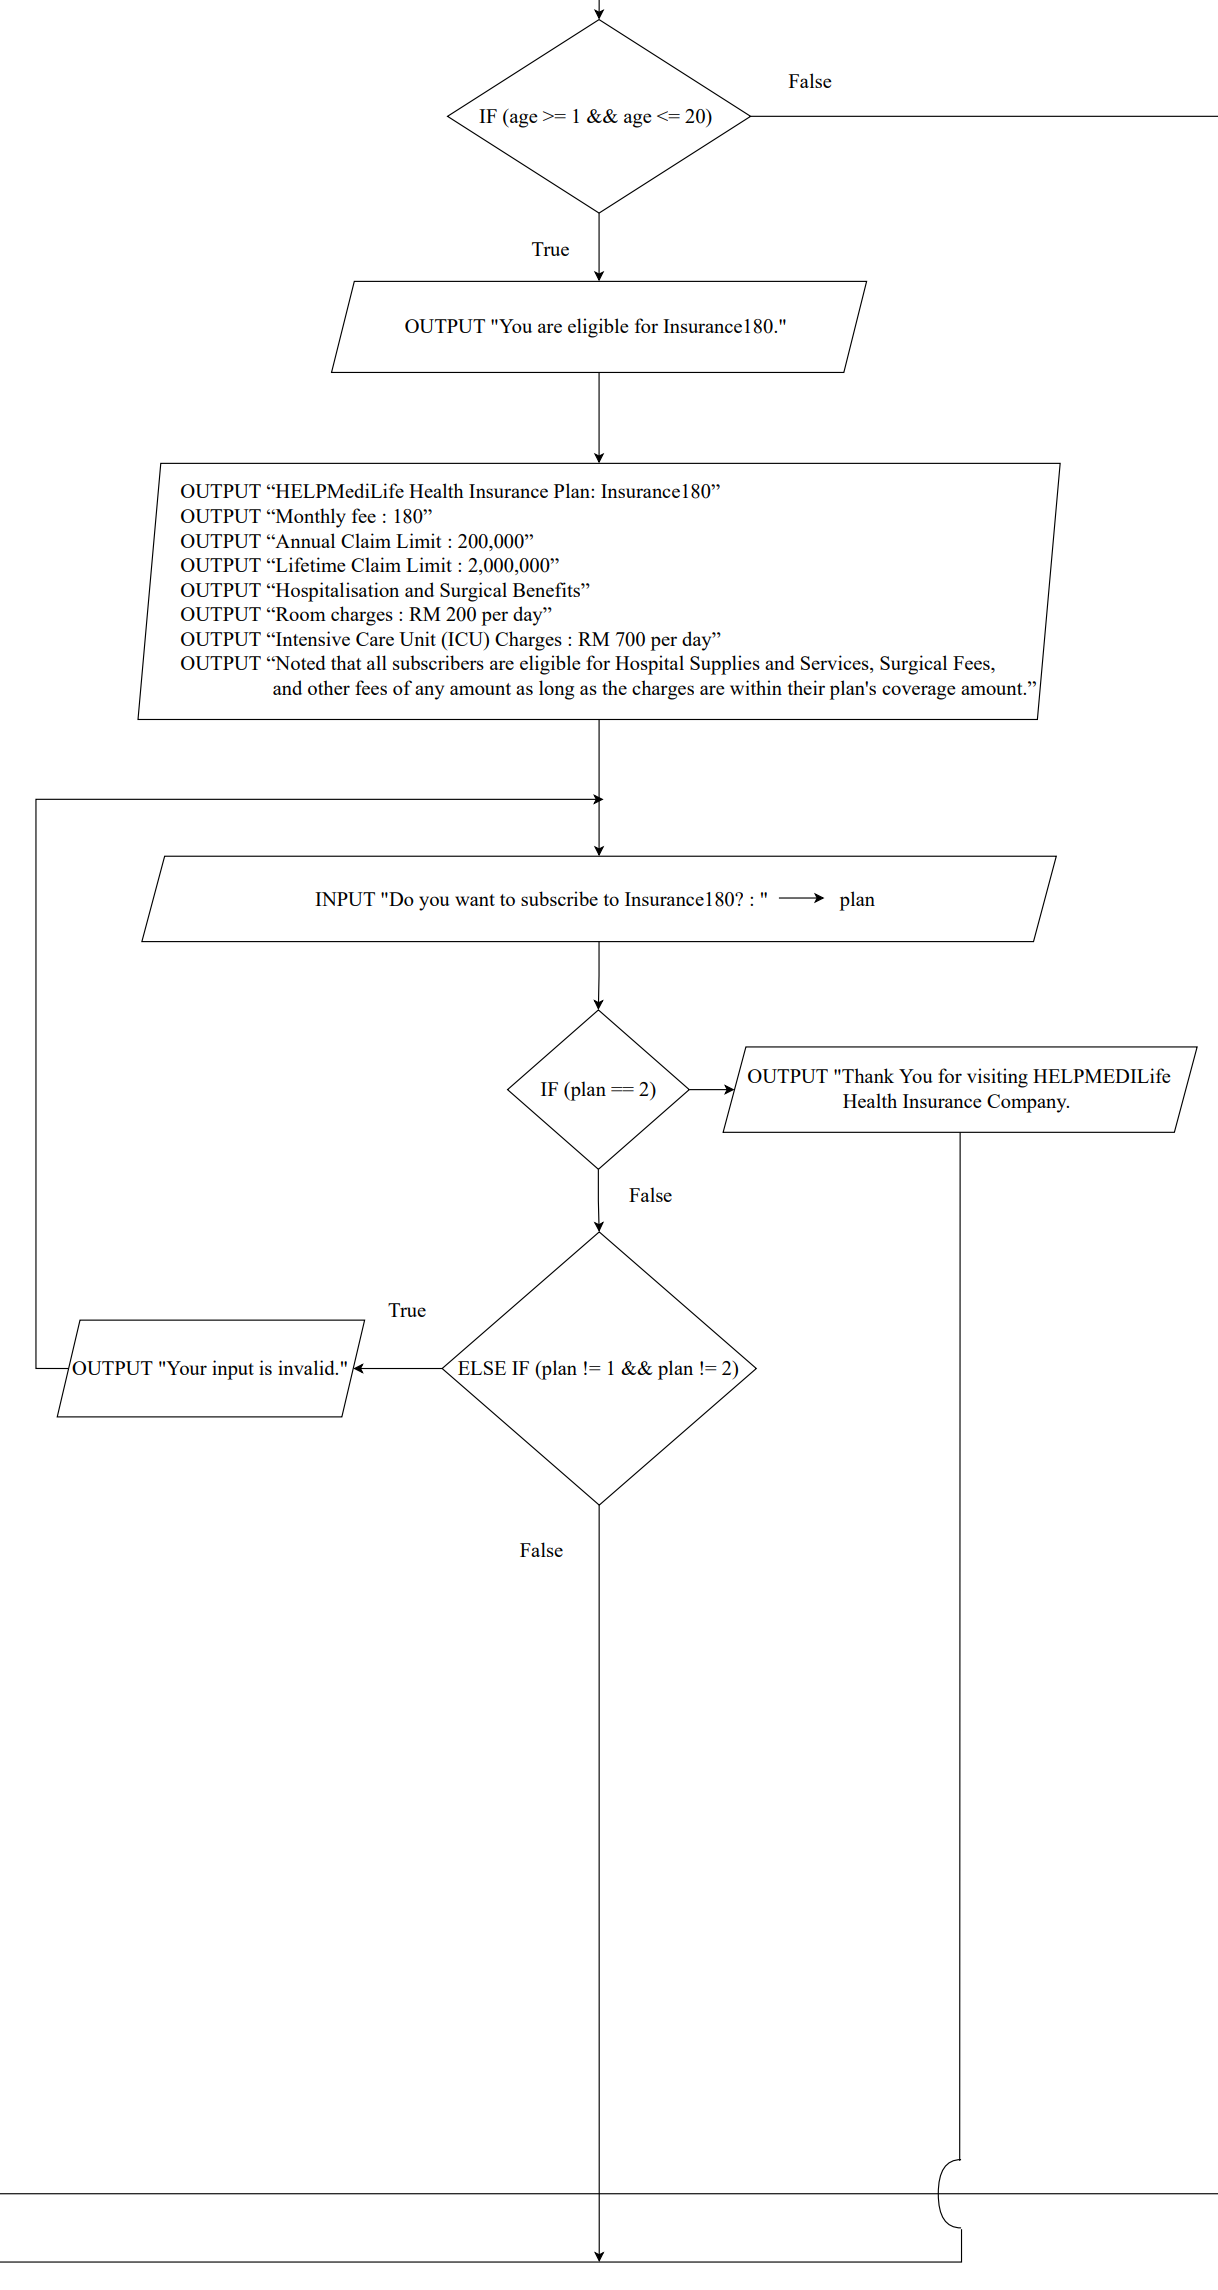 False
IF (age >= 1 && age <= 20)
True
OUTPUT "You are eligible for Insurance180."
OUTPUT “HELPMediLife Health Insurance Plan: Insurance180”
OUTPUT “Monthly fee : 180”
OUTPUT “Annual Claim Limit : 200,000”
OUTPUT “Lifetime Claim Limit : 2,000,000”
OUTPUT “Hospitalisation and Surgical Benefits”
OUTPUT “Room charges : RM 200 per day”
OUTPUT “Intensive Care Unit (ICU) Charges : RM 700 per day”
OUTPUT “Noted that all subscribers are eligible for Hospital Supplies and Services, Surgical Fees,
and other fees of any amount as long as the charges are within their plan's coverage amount.”
INPUT "Do you want to subscribe to Insurance180? : " plan
IF (plan == 2)
OUTPUT "Thank You for visiting HELPMEDILife
Health Insurance Company.
False
True
OUTPUT "Your input is invalid."
ELSE IF (plan != 1 && plan != 2)
False